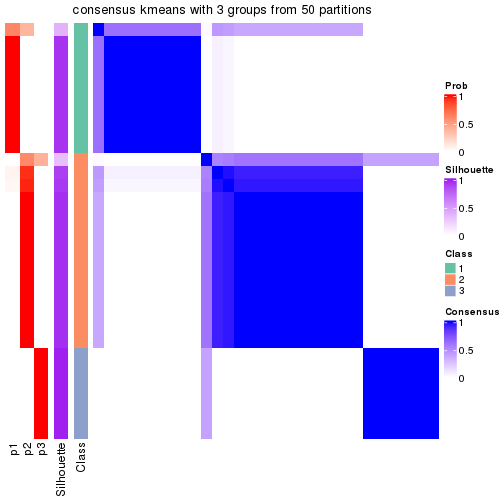 consensus kmeans with 3 groups from 50 partitions
Prob
1
0.5
0
Silhouette
1
0.5
0
Class
1
2
3
Consensus
1
0.5
0
p1
p2
p3
Silhouette
Class